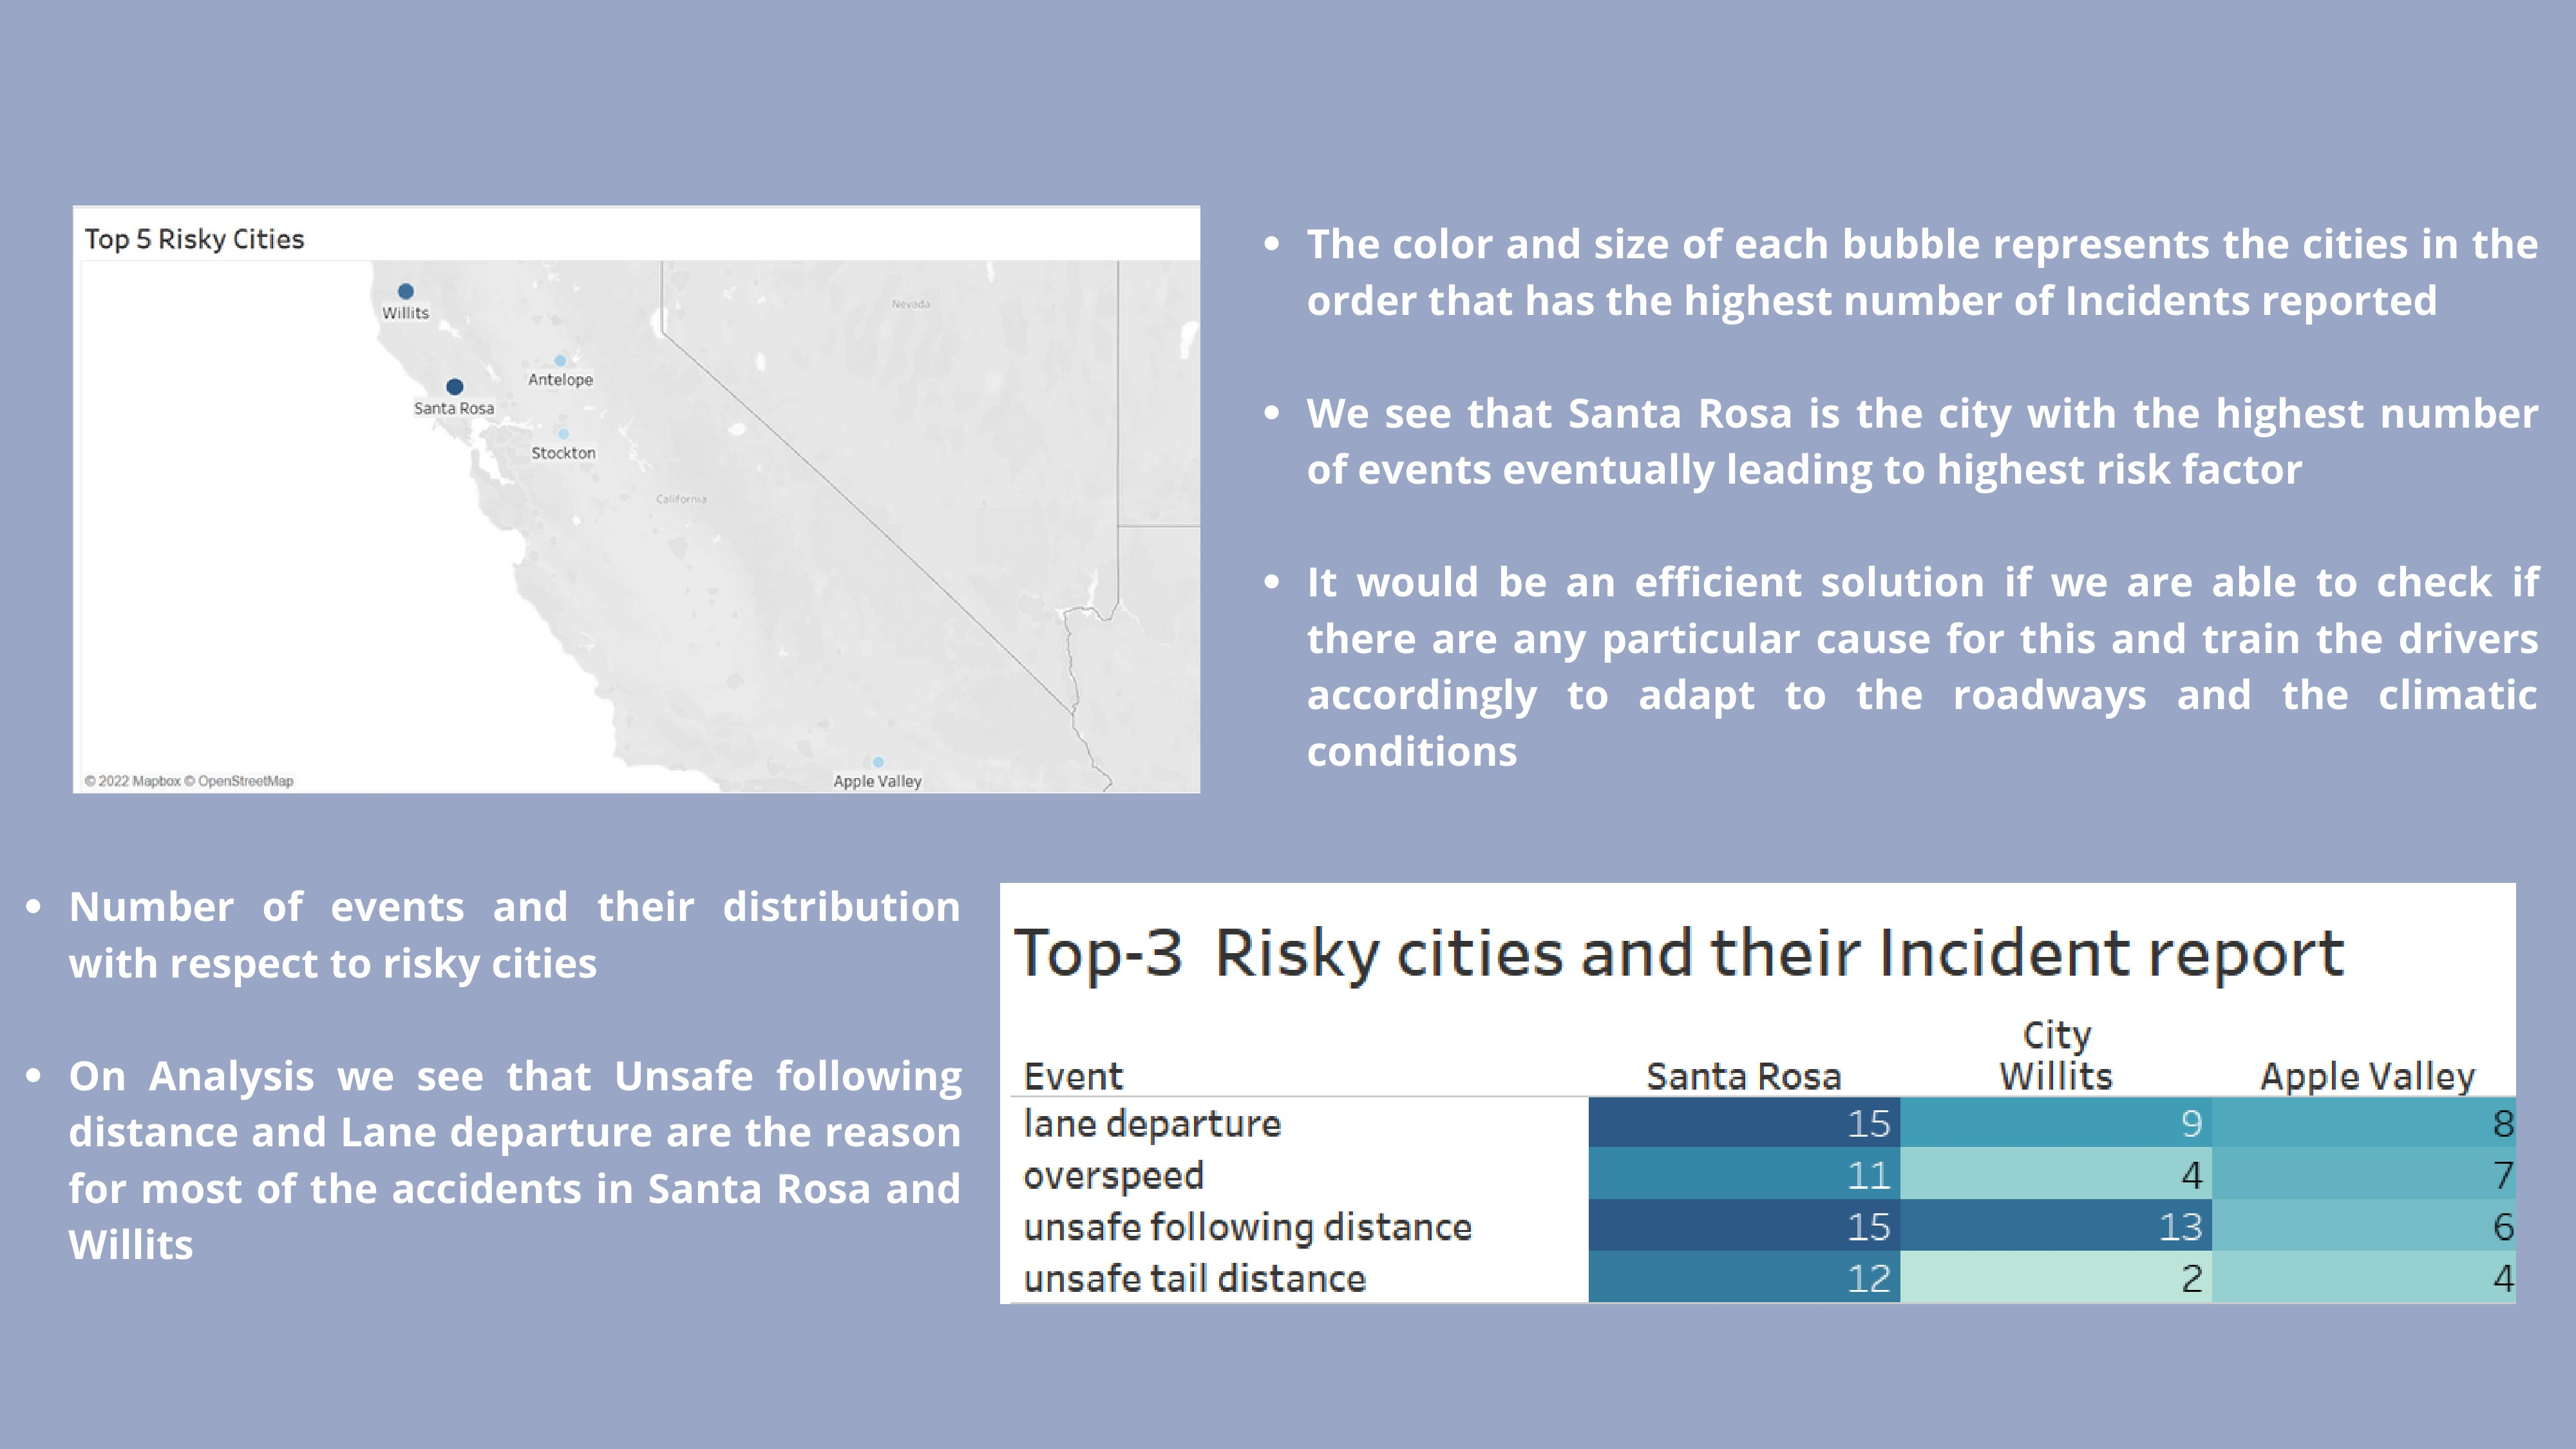 Top 5 Risky Cities
Nevada
Willits
Antelope
Santa Rosa
Stockton
California
Apple Valley
© 2022 Mapbox © OpenStreetMap
• The color and size of each bubble represents the cities in the
order that has the highest number of Incidents reported
• We see that Santa Rosa is the city with the highest number
of events eventually leading to highest risk factor
• It would be an efficient solution if we are able to check if
there are any particular cause for this and train the drivers
accordingly to adapt to the roadways and the climatic
conditions
• Number of events and their distribution
with respect to risky cities
• On Analysis we see that Unsafe following
distance and Lane departure are the reason
for most of the accidents in Santa Rosa and
Willits
Top-3 Risky cities and their Incident report
City
Event Santa Rosa Willits Apple Valley
lane departure 15 9 8
overspeed 11 4 7
unsafe following distance 15 13 6
unsafe tail distance 12 2 4